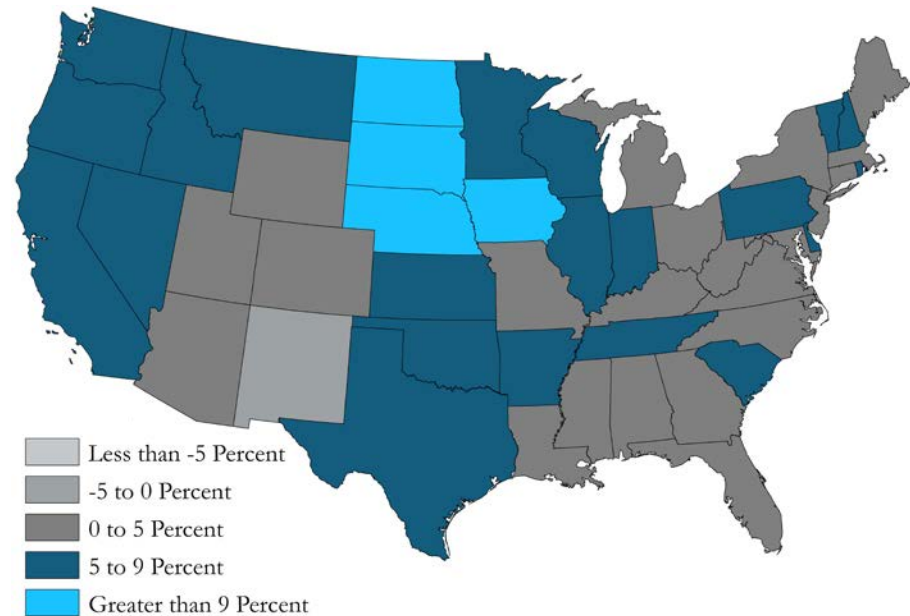 Less than -5 Percent
-5 to 0 Percent
0 to 5 Percent
5 to 9 Percent
Greater than 9 Percent